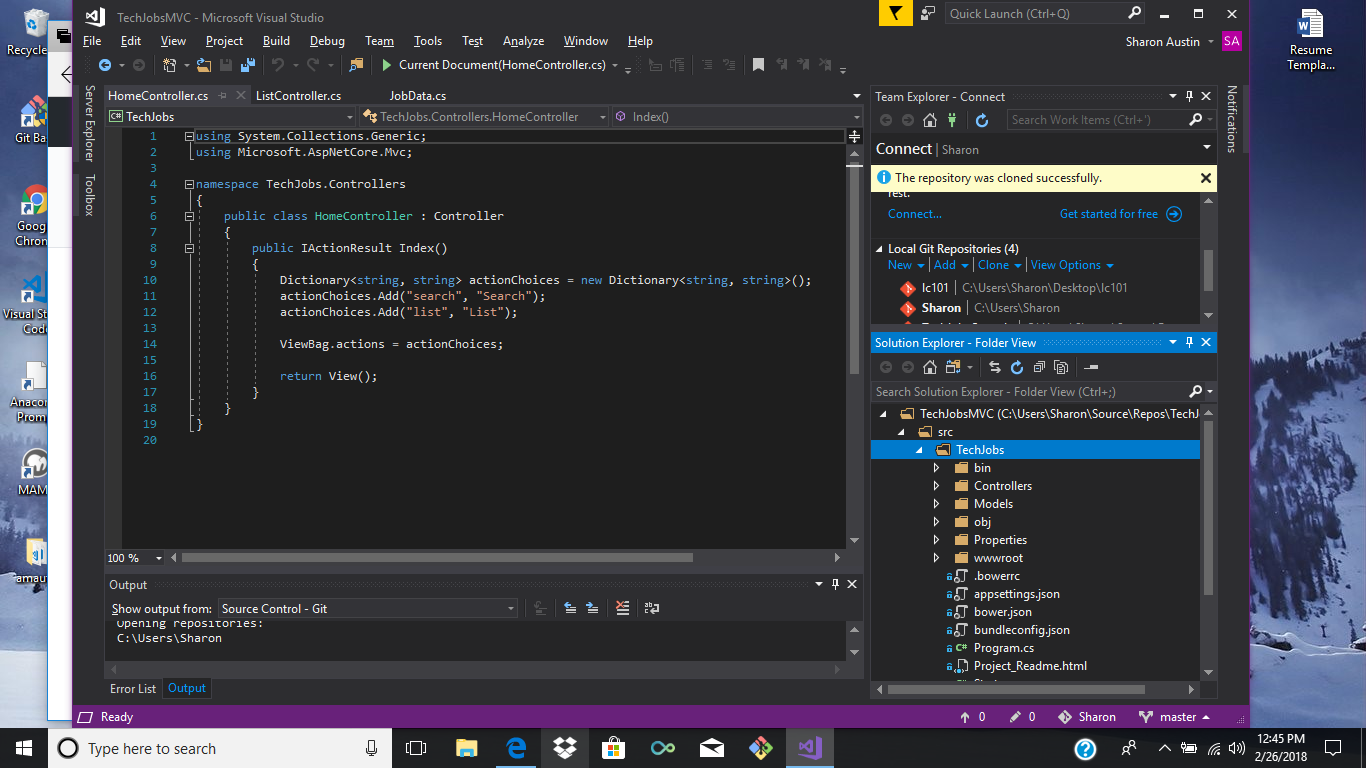 TechJobsMVC - Microsoft Visual Studio
Quick Launch (Ctrl+Q)
File Edit View Project Build Debug Team Tools Test Analyze Window Help
Sharon Austin SA
Current Document(HomeController.cs)
Server Explorer
Toolbox
HomeController.cs ListController.cs JobData.cs
C# TechJobs TechJobs.Controllers.HomeController Index()
1 using System.Collections.Generic;
2 using Microsoft.AspNetCore.Mvc;
3
4 namespace TechJobs.Controllers
5 {
6 public class HomeController : Controller
7 {
8 public IActionResult Index()
9 {
10 Dictionary<string, string> actionChoices = new Dictionary<string, string>();
11 actionChoices.Add("search", "Search");
12 actionChoices.Add("list", "List");
13
14 ViewBag.actions = actionChoices;
15
16 return View();
17 }
18 }
19 }
20
100 %
Output
Show output from: Source Control - Git
Opening repositories:
C:\Users\Sharon
Error List Output
Team Explorer - Connect
Search Work Items (Ctrl+')
Connect | Sharon
The repository was cloned successfully.
Connect... Get started for free
Local Git Repositories (4)
New Add Clone View Options
lc101 | C:\Users\Sharon\Desktop\lc101
Sharon | C:\Users\Sharon
Solution Explorer - Folder View
Search Solution Explorer - Folder View (Ctrl+;)
TechJobsMVC (C:\Users\Sharon\Source\Repos\TechJ
src
TechJobs
bin
Controllers
Models
obj
Properties
wwwroot
.bowerrc
appsettings.json
bower.json
bundleconfig.json
C# Program.cs
Project_Readme.html
Notifications
Ready 0 0 Sharon master
Recycle
Git Ba
Goog
Chron
Visual St
Cod
Anacon
Prom
MAM
amau
Resume
Templa...
Type here to search
12:45 PM
2/26/2018